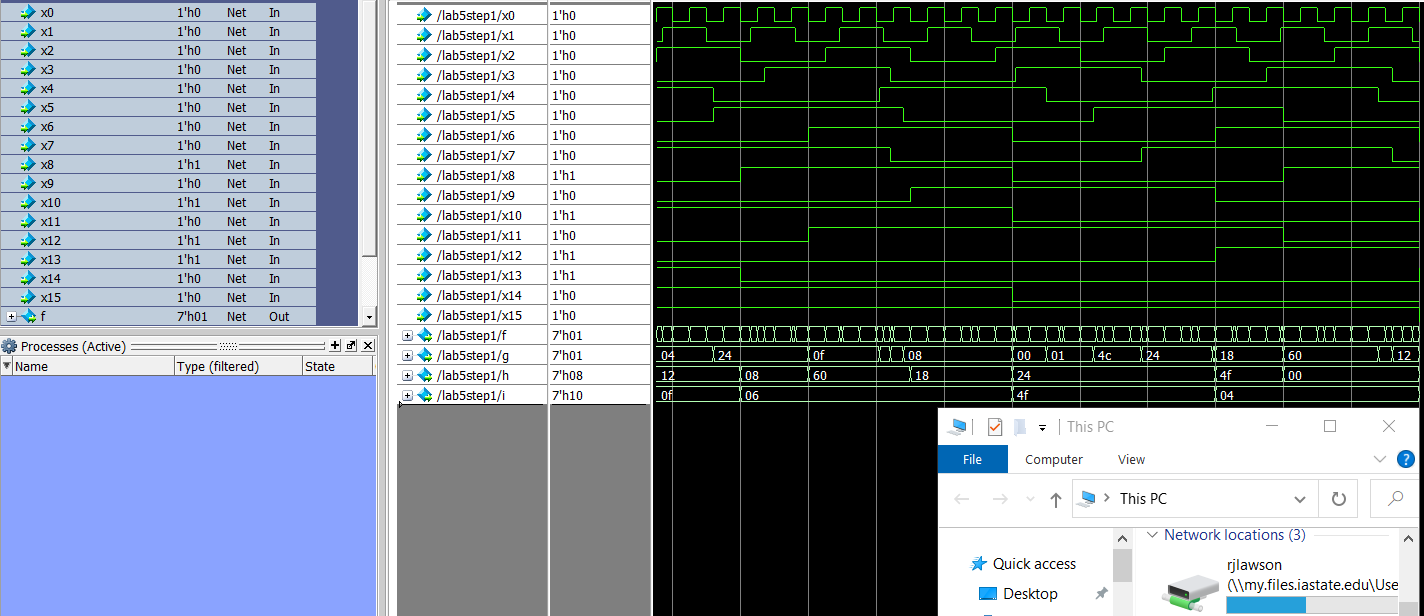 x0 1'h0 Net In
x1 1'h0 Net In
x2 1'h0 Net In
x3 1'h0 Net In
x4 1'h0 Net In
x5 1'h0 Net In
x6 1'h0 Net In
x7 1'h0 Net In
x8 1'h1 Net In
x9 1'h0 Net In
x10 1'h1 Net In
x11 1'h0 Net In
x12 1'h1 Net In
x13 1'h1 Net In
x14 1'h0 Net In
x15 1'h0 Net In
f 7'h01 Net Out
Processes (Active)
Name Type (filtered) State
/lab5step1/x0 1'h0
/lab5step1/x1 1'h0
/lab5step1/x2 1'h0
/lab5step1/x3 1'h0
/lab5step1/x4 1'h0
/lab5step1/x5 1'h0
/lab5step1/x6 1'h0
/lab5step1/x7 1'h0
/lab5step1/x8 1'h1
/lab5step1/x9 1'h0
/lab5step1/x10 1'h1
/lab5step1/x11 1'h0
/lab5step1/x12 1'h1
/lab5step1/x13 1'h1
/lab5step1/x14 1'h0
/lab5step1/x15 1'h0
/lab5step1/f 7'h01
/lab5step1/g 7'h01 04 24 0f 08 00 01 4c 24 18 60 12
/lab5step1/h 7'h08 12 08 60 18 24 4f 00
/lab5step1/i 7'h10 0f 06 4f 04
This PC
File Computer View
This PC
Quick access
Desktop
Network locations (3)
rjlawson
(\\my.files.iastate.edu\Use